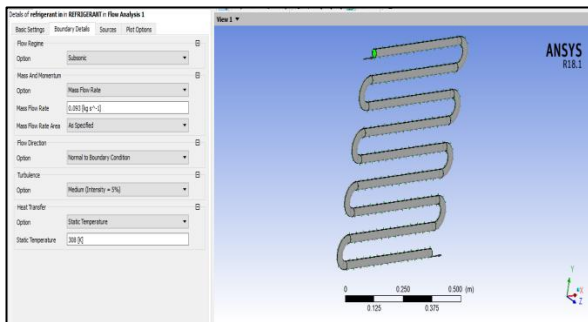 Details of refrigerant in in REFRIGERANT in Flow Analysis 1
Basic Settings Boundary Details Sources Plot Options
Flow Regime
Option Subsonic
Mass And Momentum
Option Mass Flow Rate
Mass Flow Rate 0.093 [kg s^-1]
Mass Flow Rate Area As Specified
Flow Direction
Option Normal to Boundary Condition
Turbulence
Option Medium (Intensity = 5%)
Heat Transfer
Option Static Temperature
Static Temperature 308 [K]
View 1
ANSYS
R18.1
0 0.250 0.500 (m)
0.125 0.375
Y
X
Z